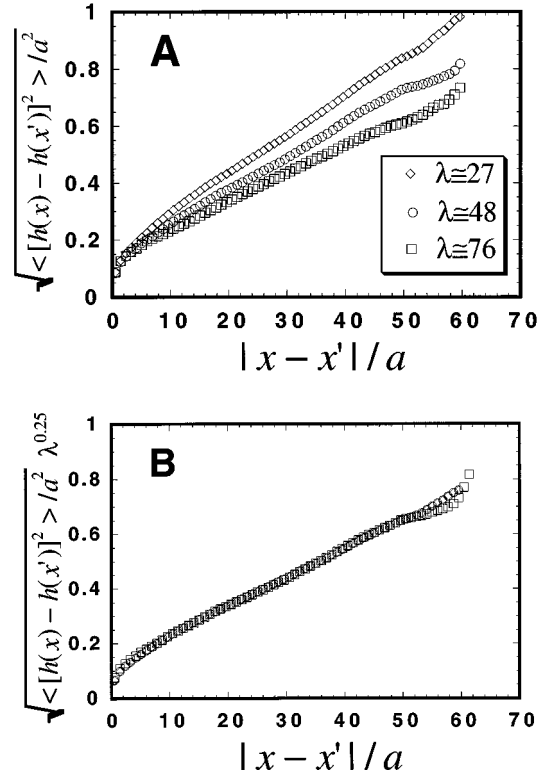 A
√<[h(x) – h(x')]² > /a²
1
0.8
0.6
0.4
0.2
0
◇ λ≅27
○ λ≅48
□ λ≅76
0 10 20 30 40 50 60 70
| x – x' | / a
B
√<[h(x) – h(x')]² > /a² λ^0.25
1
0.8
0.6
0.4
0.2
0
0 10 20 30 40 50 60 70
| x – x' | / a